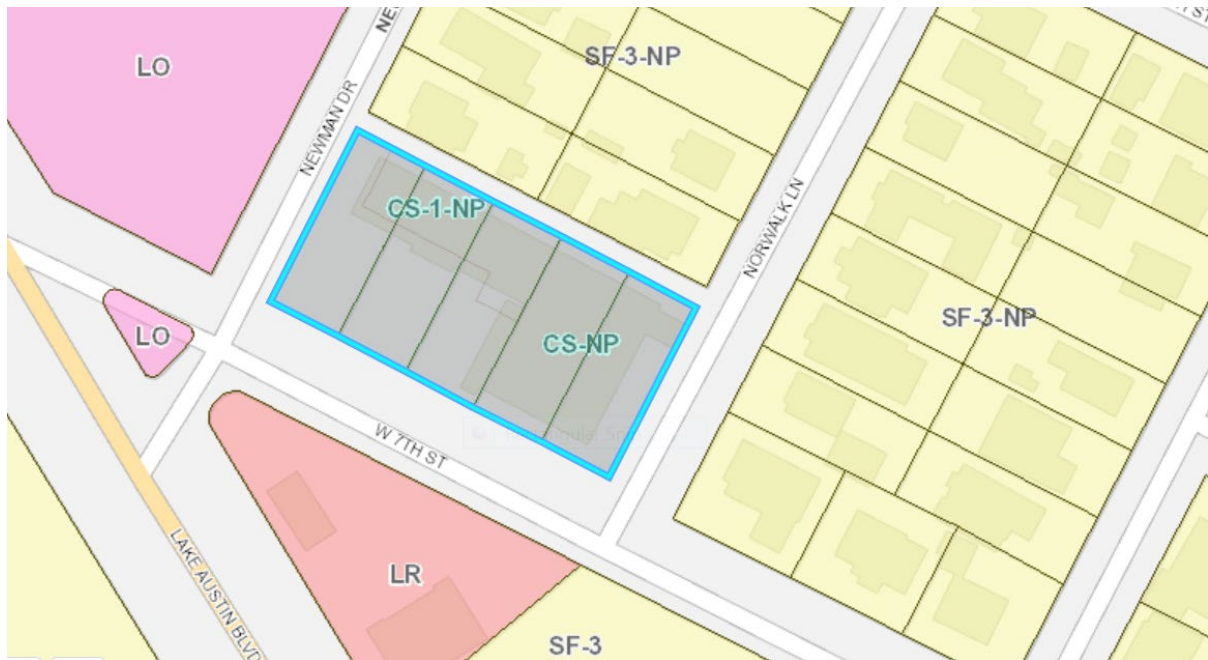 LO
SF-3-NP
NEWMAN DR
CS-1-NP
NORWALK LN
SF-3-NP
LO
CS-NP
W 7TH ST
LAKE AUSTIN BLVD
LR
SF-3